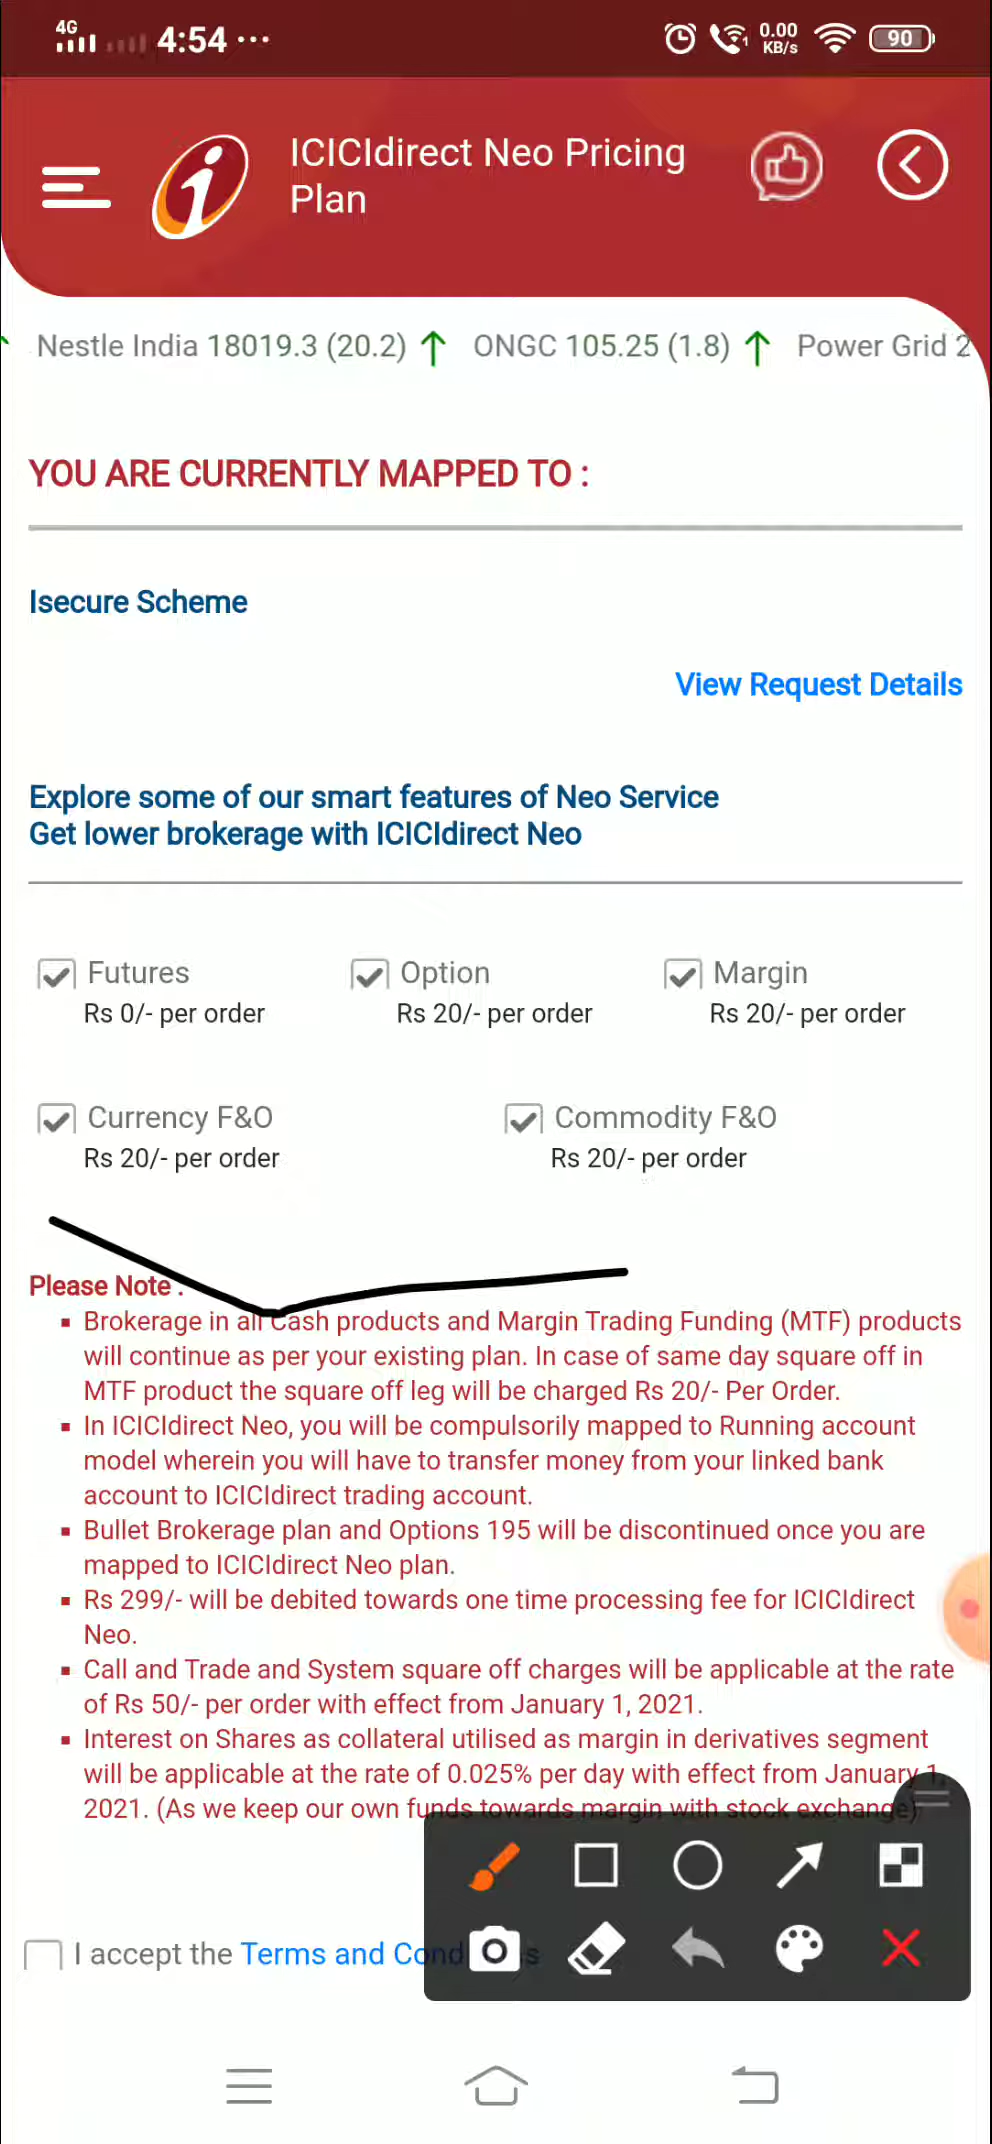 4G
4:54 ...
0.00
KB/s
90
ICICIdirect Neo Pricing
Plan
Nestle India 18019.3 (20.2) ↑ ONGC 105.25 (1.8) ↑ Power Grid 2
YOU ARE CURRENTLY MAPPED TO :
Isecure Scheme
View Request Details
Explore some of our smart features of Neo Service
Get lower brokerage with ICICIdirect Neo
Futures Option Margin
Rs 0/- per order Rs 20/- per order Rs 20/- per order
Currency F&O Commodity F&O
Rs 20/- per order Rs 20/- per order
Please Note :
▪ Brokerage in all Cash products and Margin Trading Funding (MTF) products
will continue as per your existing plan. In case of same day square off in
MTF product the square off leg will be charged Rs 20/- Per Order.
▪ In ICICIdirect Neo, you will be compulsorily mapped to Running account
model wherein you will have to transfer money from your linked bank
account to ICICIdirect trading account.
▪ Bullet Brokerage plan and Options 195 will be discontinued once you are
mapped to ICICIdirect Neo plan.
▪ Rs 299/- will be debited towards one time processing fee for ICICIdirect
Neo.
▪ Call and Trade and System square off charges will be applicable at the rate
of Rs 50/- per order with effect from January 1, 2021.
▪ Interest on Shares as collateral utilised as margin in derivatives segment
will be applicable at the rate of 0.025% per day with effect from January 1,
2021. (As we keep our own funds towards margin with stock exchange)
I accept the Terms and